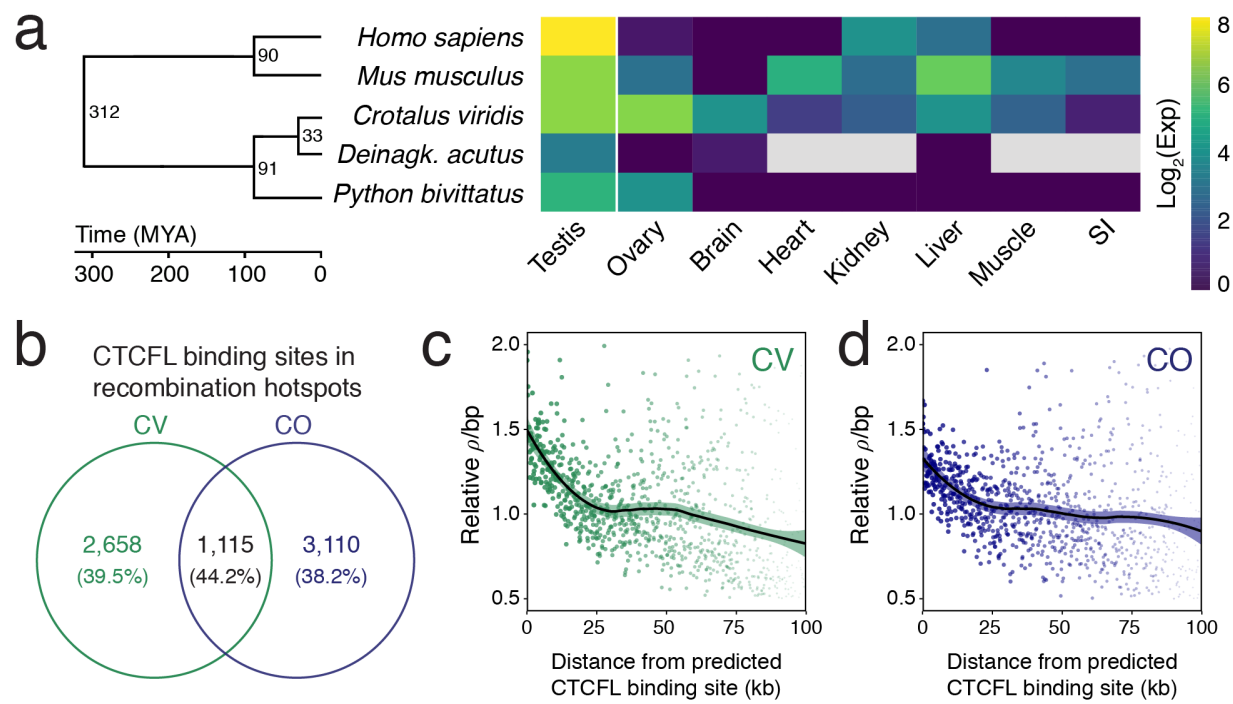 a
Homo sapiens
Mus musculus
Crotalus viridis
Deinagk. acutus
Python bivittatus
90
312
33
91
Time (MYA)
300 200 100 0
Testis
Ovary
Brain
Heart
Kidney
Liver
Muscle
SI
Log2(Exp)
8
6
4
2
0
b
CTCFL binding sites in
recombination hotspots
CV CO
2,658 1,115 3,110
(39.5%) (44.2%) (38.2%)
c
CV
Relative ρ/bp
2.0
1.5
1.0
0.5
0 25 50 75 100
Distance from predicted
CTCFL binding site (kb)
d
CO
Relative ρ/bp
2.0
1.5
1.0
0.5
0 25 50 75 100
Distance from predicted
CTCFL binding site (kb)